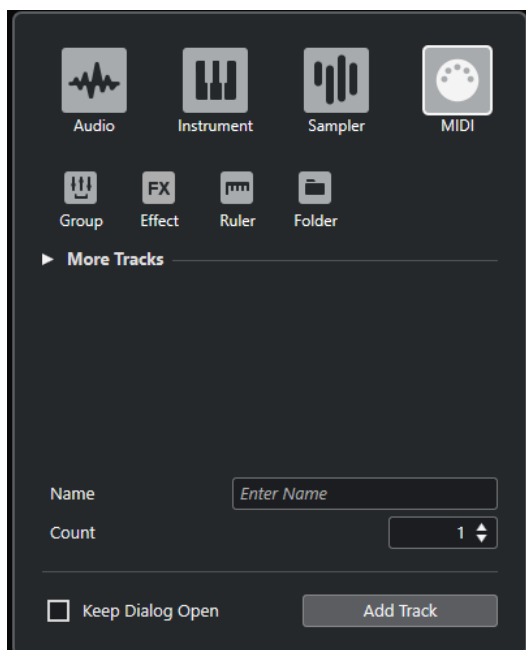 Audio Instrument Sampler MIDI
FX
Group Effect Ruler Folder
More Tracks
Name Enter Name
Count 1
Keep Dialog Open Add Track